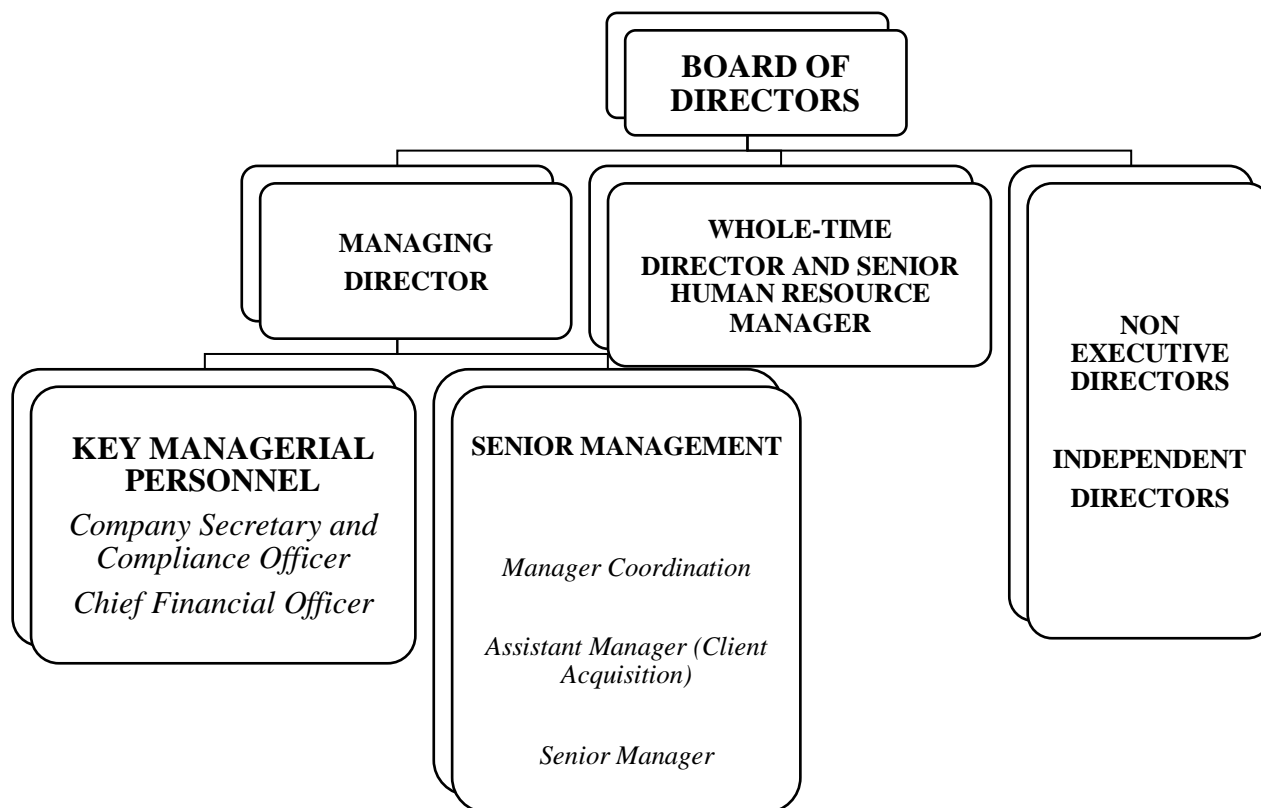 BOARD OF
DIRECTORS
MANAGING
DIRECTOR
WHOLE-TIME
DIRECTOR AND SENIOR
HUMAN RESOURCE
MANAGER
NON
EXECUTIVE
DIRECTORS
INDEPENDENT
DIRECTORS
KEY MANAGERIAL
PERSONNEL
Company Secretary and
Compliance Officer
Chief Financial Officer
SENIOR MANAGEMENT
Manager Coordination
Assistant Manager (Client
Acquisition)
Senior Manager